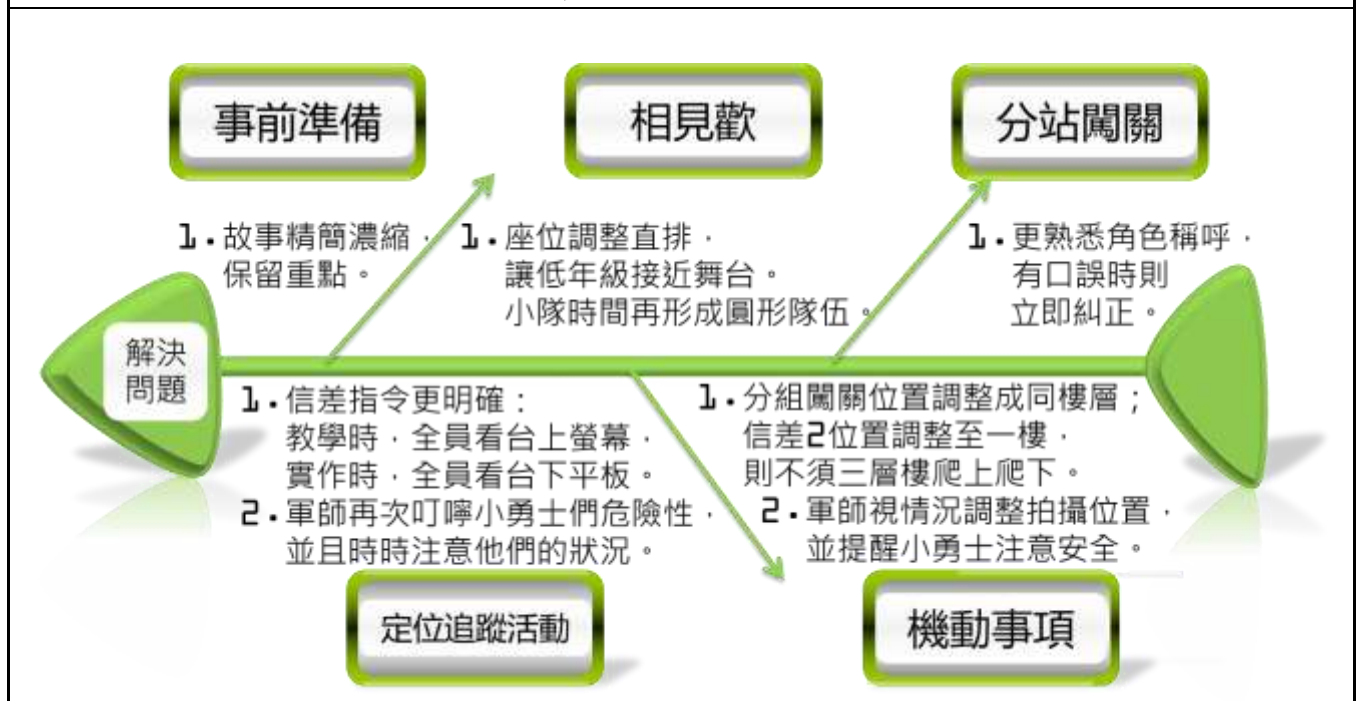 事前準備
相見歡
分站闖關
1.故事精簡濃縮，
保留重點。
1.座位調整直排，
讓低年級接近舞台。
小隊時間再形成圓形隊伍。
1.更熟悉角色稱呼，
有口誤時則
立即糾正。
解決
問題
1.信差指令更明確：
教學時，全員看台上螢幕，
實作時，全員看台下平板。
2.軍師再次叮嚀小勇士們危險性，
並且時時注意他們的狀況。
1.分組闖關位置調整成同樓層；
信差2位置調整至一樓，
則不須三層樓爬上爬下。
2.軍師視情況調整拍攝位置，
並提醒小勇士注意安全。
定位追蹤活動
機動事項